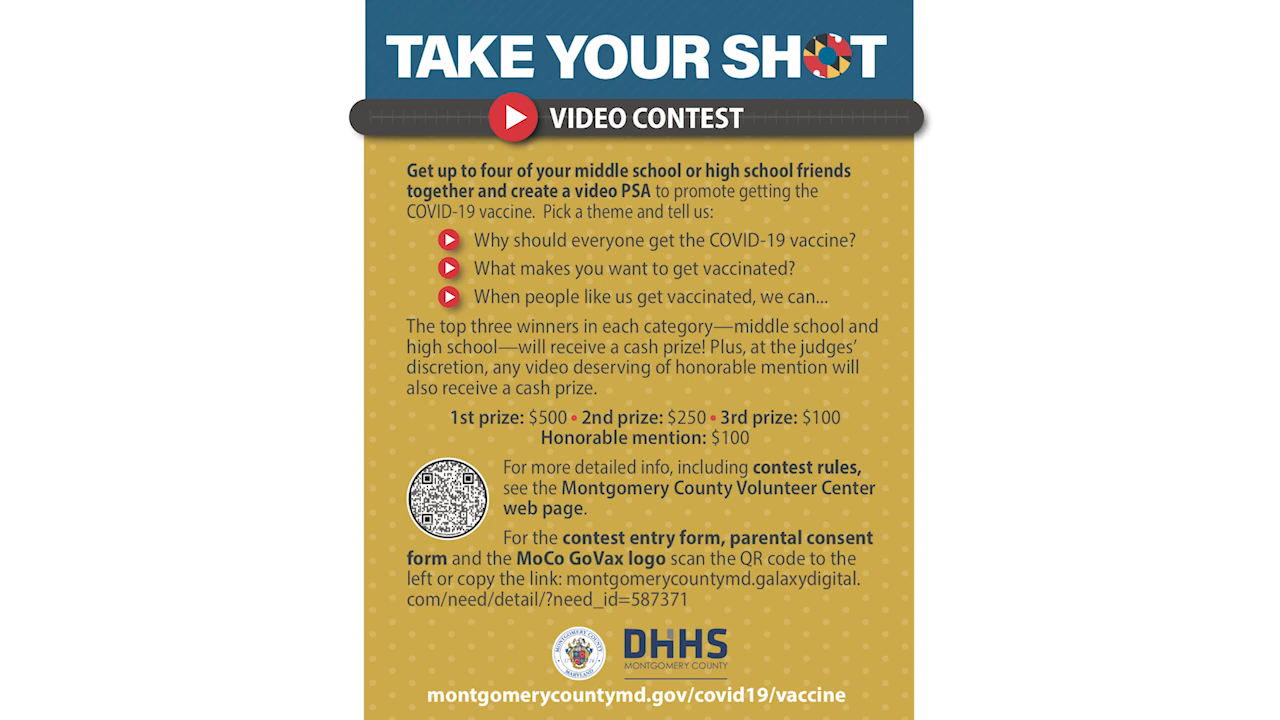 TAKE YOUR SHOT
VIDEO CONTEST
Get up to four of your middle school or high school friends
together and create a video PSA to promote getting the
COVID-19 vaccine. Pick a theme and tell us:
Why should everyone get the COVID-19 vaccine?
What makes you want to get vaccinated?
When people like us get vaccinated, we can...
The top three winners in each category—middle school and
high school—will receive a cash prize! Plus, at the judges’
discretion, any video deserving of honorable mention will
also receive a cash prize.
1st prize: $500 • 2nd prize: $250 • 3rd prize: $100
Honorable mention: $100
For more detailed info, including contest rules,
see the Montgomery County Volunteer Center
web page.
For the contest entry form, parental consent
form and the MoCo GoVax logo scan the QR code to the
left or copy the link: montgomerycountymd.galaxydigital.
com/need/detail/?need_id=587371
MONTGOMERY COUNTY
MARYLAND
DHHS
MONTGOMERY COUNTY
montgomerycountymd.gov/covid19/vaccine